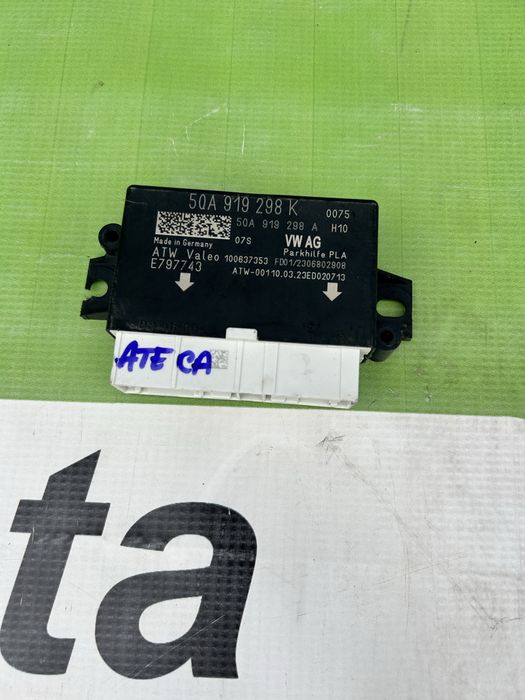 5QA 919 298 K 0075
5QA 919 298 A H10
Made in Germany 07S VW AG
Parkhilfe PLA
ATW Valeo 100637353 FD01/2306802908
E797743 ATW-00110.03.23ED020713
ATECA
ta